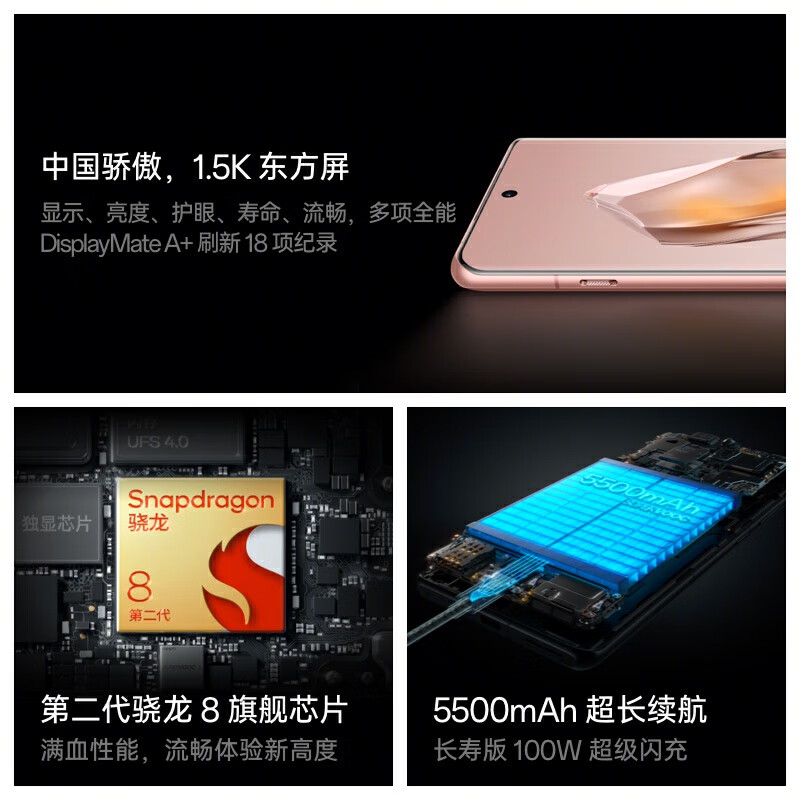 中国骄傲，1.5K 东方屏
显示、亮度、护眼、寿命、流畅，多项全能
DisplayMate A+ 刷新 18 项纪录
UFS 4.0
独显芯片
Snapdragon
骁龙
8
第二代
第二代骁龙 8 旗舰芯片
满血性能，流畅体验新高度
5500mAh
5500mAh 超长续航
长寿版 100W 超级闪充